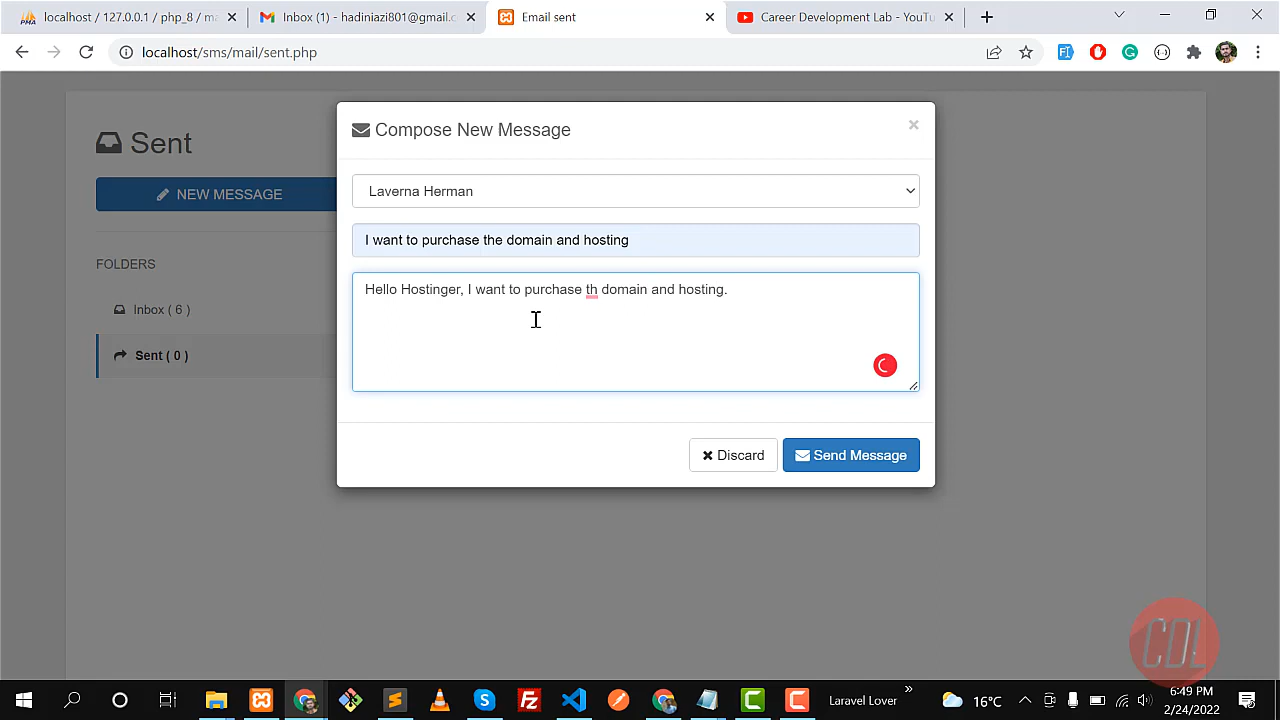 localhost / 127.0.0.1 / php_8 / ma
Inbox (1) - hadiniazi801@gmail.c
Email sent
Career Development Lab - YouTu
localhost/sms/mail/sent.php
Compose New Message
Sent
Laverna Herman
NEW MESSAGE
I want to purchase the domain and hosting
FOLDERS
Hello Hostinger, I want to purchase th domain and hosting.
Inbox ( 6 )
Sent ( 0 )
Discard
Send Message
CDL
Laravel Lover
16°C
6:49 PM
2/24/2022